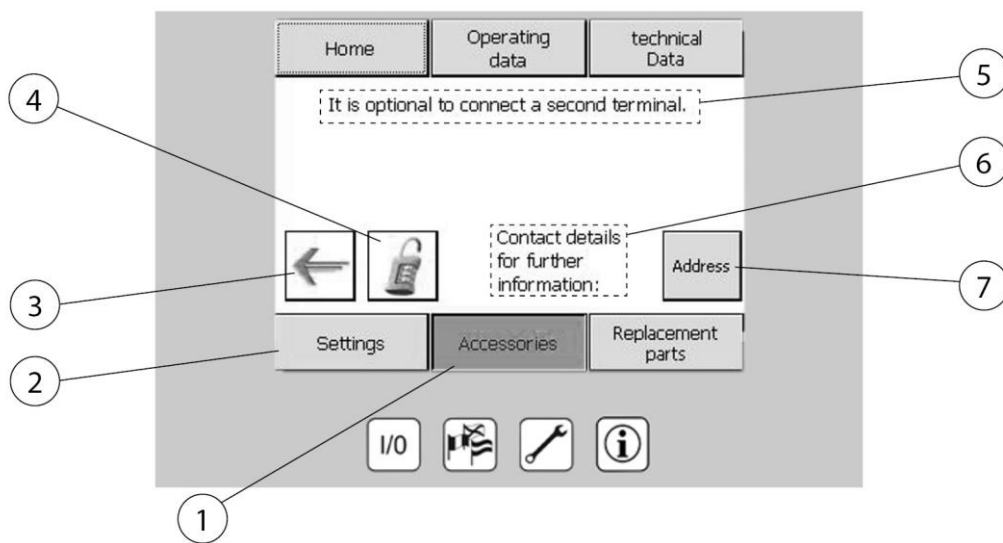 Home
Operating
data
technical
Data
It is optional to connect a second terminal.
Contact details
for further
information:
Address
Settings
Accessories
Replacement
parts
I/0
i
1
2
3
4
5
6
7